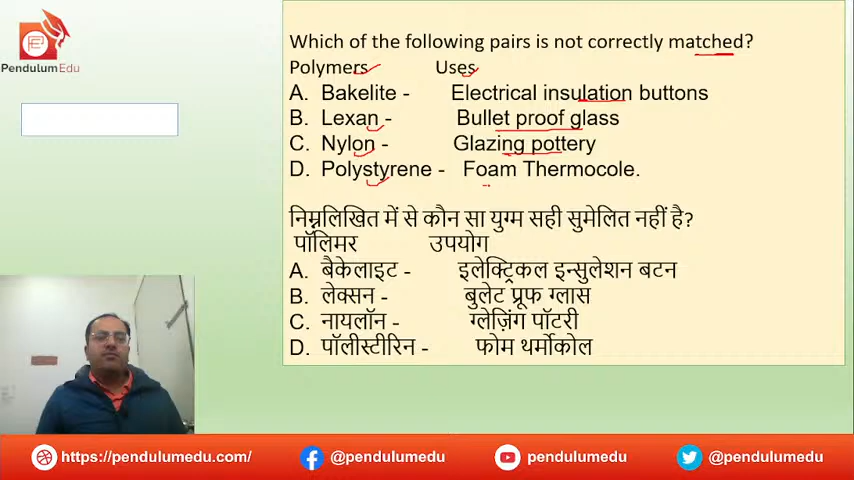 PendulumEdu
Which of the following pairs is not correctly matched?
Polymers Uses
A. Bakelite - Electrical insulation buttons
B. Lexan - Bullet proof glass
C. Nylon - Glazing pottery
D. Polystyrene - Foam Thermocole.
निम्नलिखित में से कौन सा युग्म सही सुमेलित नहीं है?
पॉलिमर उपयोग
A. बैकेलाइट - इलेक्ट्रिकल इन्सुलेशन बटन
B. लेक्सन - बुलेट प्रूफ ग्लास
C. नायलॉन - ग्लेज़िंग पॉटरी
D. पॉलीस्टीरिन - फोम थर्मोकोल
https://pendulumedu.com/ @pendulumedu pendulumedu @pendulumedu